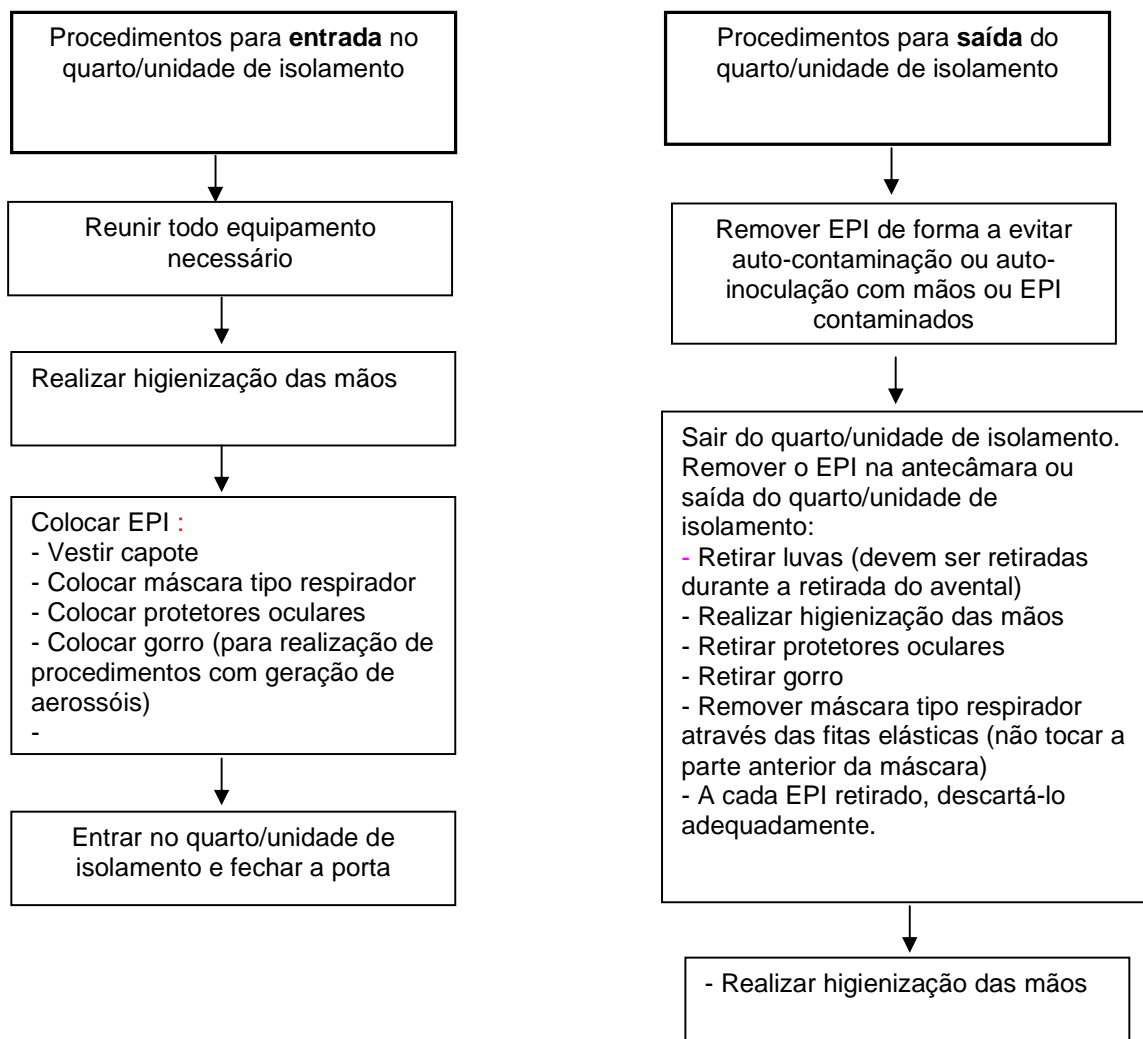 Procedimentos para entrada no
quarto/unidade de isolamento
Reunir todo equipamento
necessário
Realizar higienização das mãos
Colocar EPI :
- Vestir capote
- Colocar máscara tipo respirador
- Colocar protetores oculares
- Colocar gorro (para realização de
procedimentos com geração de
aerossóis)
-
Entrar no quarto/unidade de
isolamento e fechar a porta
Procedimentos para saída do
quarto/unidade de isolamento
Remover EPI de forma a evitar
auto-contaminação ou auto-
inoculação com mãos ou EPI
contaminados
Sair do quarto/unidade de isolamento.
Remover o EPI na antecâmara ou
saída do quarto/unidade de
isolamento:
- Retirar luvas (devem ser retiradas
durante a retirada do avental)
- Realizar higienização das mãos
- Retirar protetores oculares
- Retirar gorro
- Remover máscara tipo respirador
através das fitas elásticas (não tocar a
parte anterior da máscara)
- A cada EPI retirado, descartá-lo
adequadamente.
- Realizar higienização das mãos